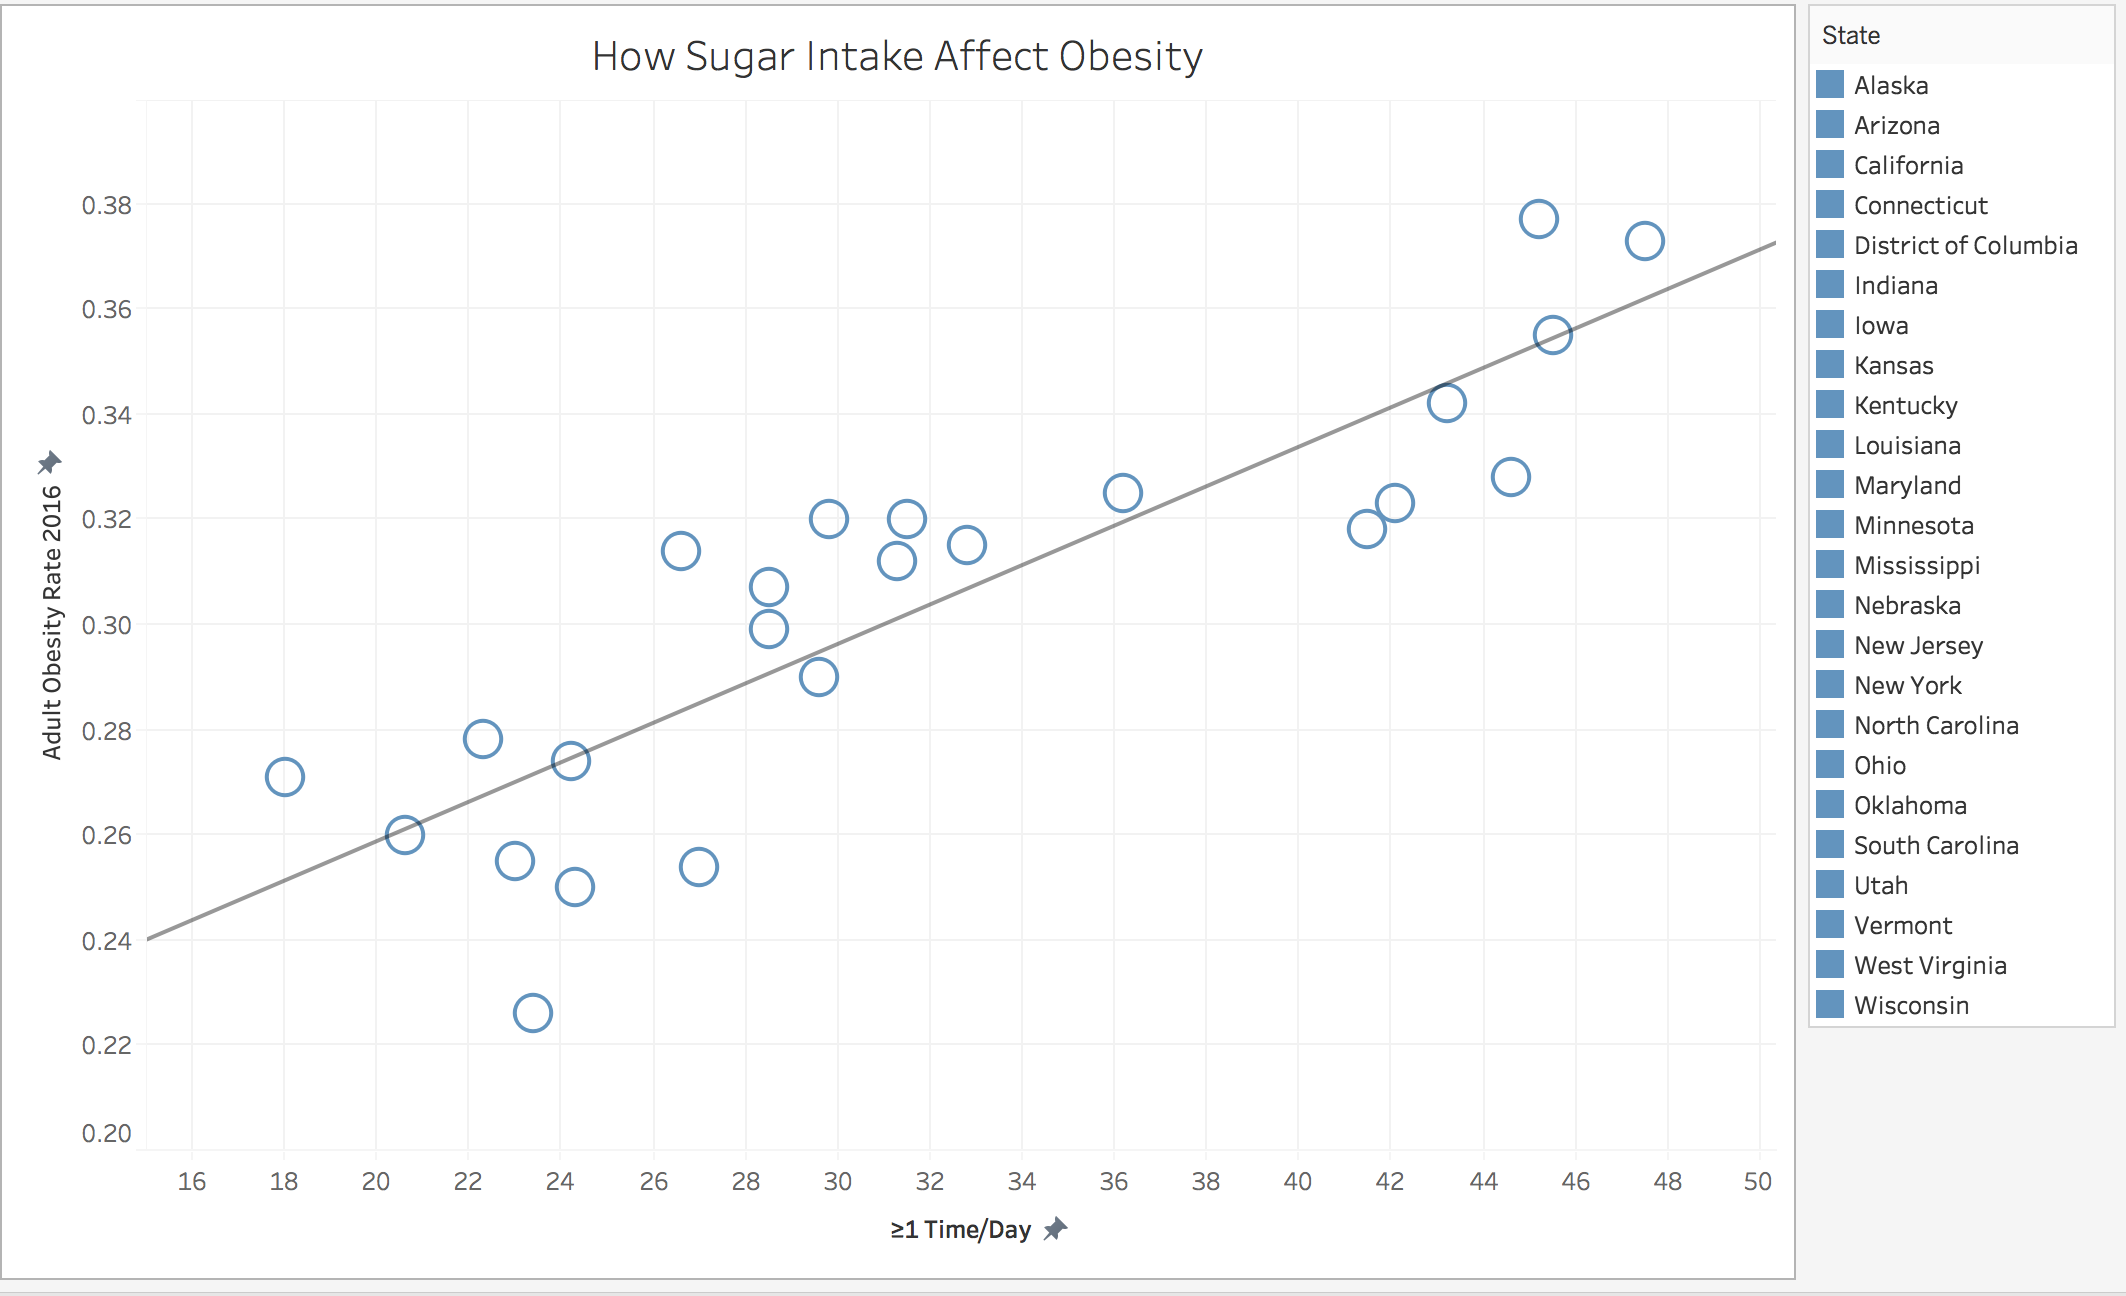 How Sugar Intake Affect Obesity
0.38
0.36
0.34
0.32
0.30
0.28
0.26
0.24
0.22
0.20
Adult Obesity Rate 2016
16 18 20 22 24 26 28 30 32 34 36 38 40 42 44 46 48 50
≥1 Time/Day
State
Alaska
Arizona
California
Connecticut
District of Columbia
Indiana
Iowa
Kansas
Kentucky
Louisiana
Maryland
Minnesota
Mississippi
Nebraska
New Jersey
New York
North Carolina
Ohio
Oklahoma
South Carolina
Utah
Vermont
West Virginia
Wisconsin